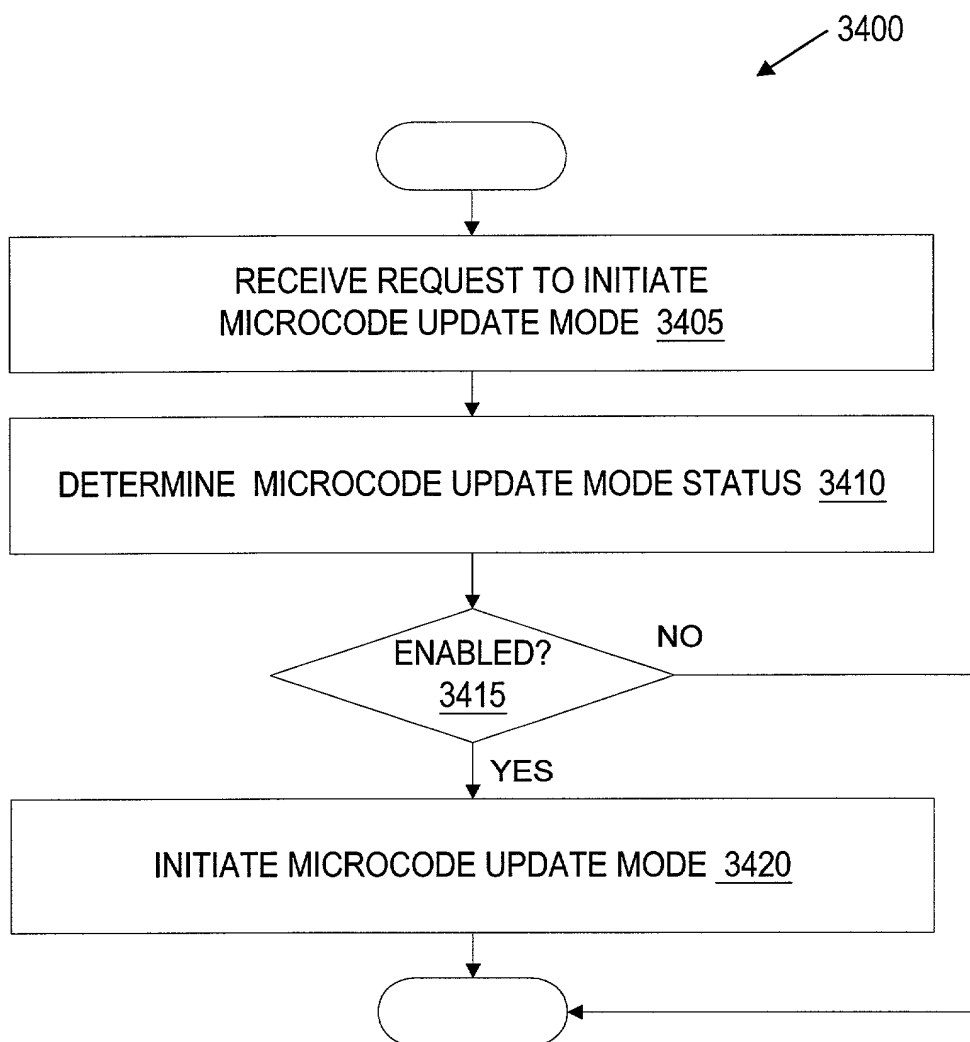 3400
RECEIVE REQUEST TO INITIATE
MICROCODE UPDATE MODE 3405
DETERMINE MICROCODE UPDATE MODE STATUS 3410
ENABLED?
3415
NO
YES
INITIATE MICROCODE UPDATE MODE 3420